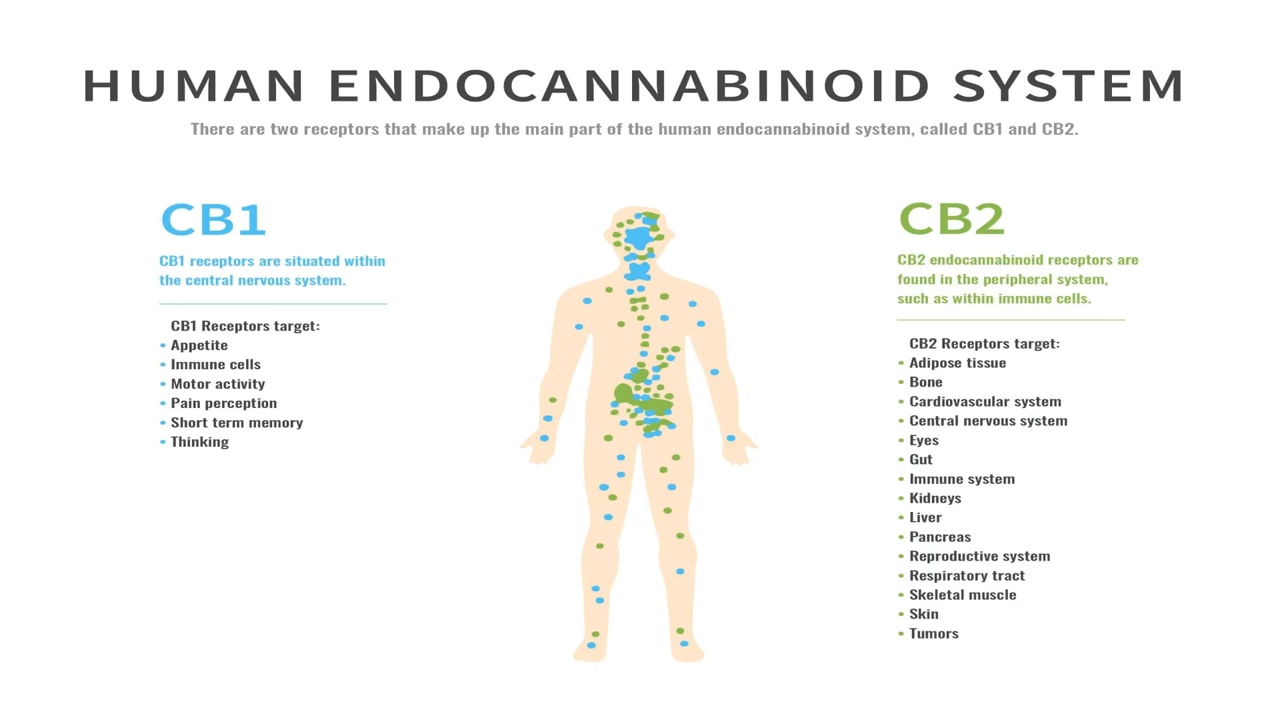 HUMAN ENDOCANNABINOID SYSTEM
There are two receptors that make up the main part of the human endocannabinoid system, called CB1 and CB2.
CB1
CB1 receptors are situated within
the central nervous system.
CB1 Receptors target:
• Appetite
• Immune cells
• Motor activity
• Pain perception
• Short term memory
• Thinking
CB2
CB2 endocannabinoid receptors are
found in the peripheral system,
such as within immune cells.
CB2 Receptors target:
• Adipose tissue
• Bone
• Cardiovascular system
• Central nervous system
• Eyes
• Gut
• Immune system
• Kidneys
• Liver
• Pancreas
• Reproductive system
• Respiratory tract
• Skeletal muscle
• Skin
• Tumors